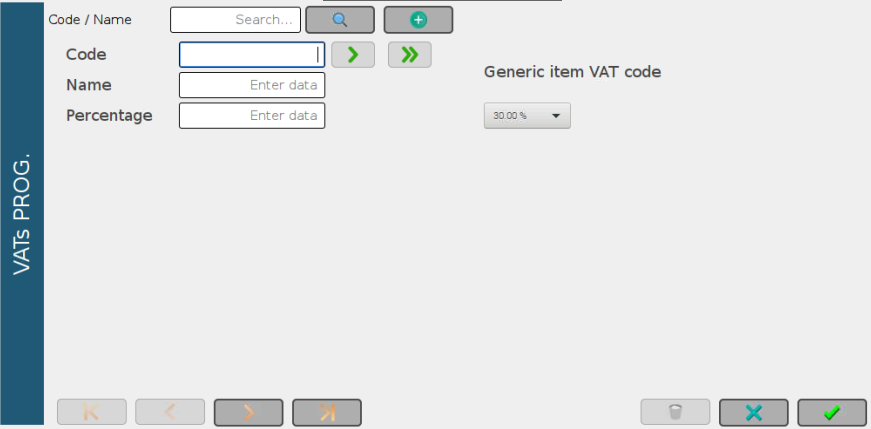 Code / Name
Search...
Code
Name
Enter data
Percentage
Enter data
Generic item VAT code
30.00 %
VATs PROG.